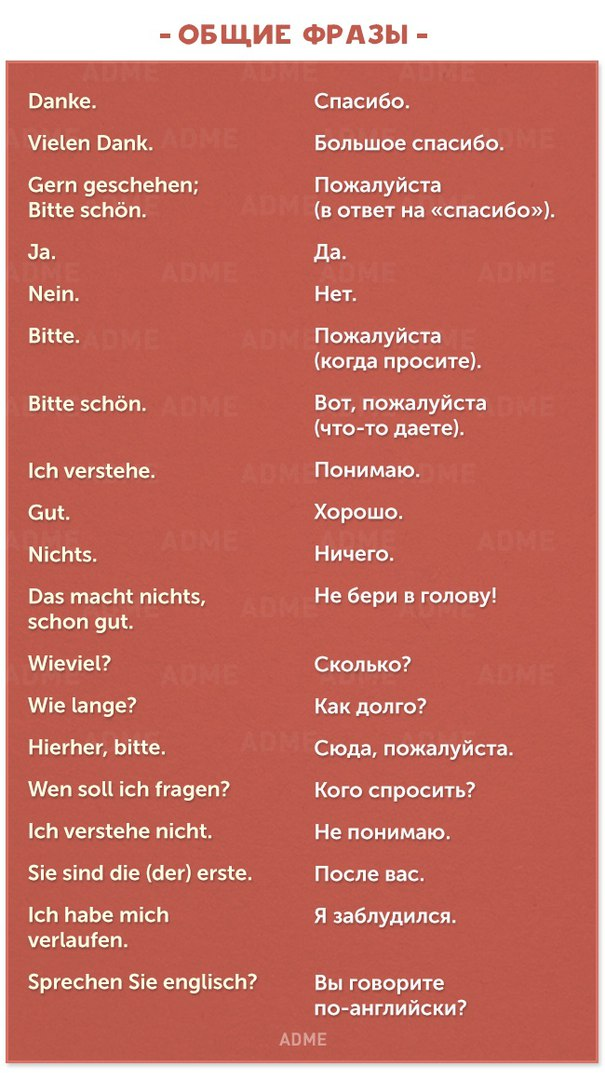 - ОБЩИЕ ФРАЗЫ -
Danke. Спасибо.
Vielen Dank. Большое спасибо.
Gern geschehen; Пожалуйста
Bitte schön. (в ответ на «спасибо»).
Ja. Да.
Nein. Нет.
Bitte. Пожалуйста
(когда просите).
Bitte schön. Вот, пожалуйста
(что-то даете).
Ich verstehe. Понимаю.
Gut. Хорошо.
Nichts. Ничего.
Das macht nichts, Не бери в голову!
schon gut.
Wieviel? Сколько?
Wie lange? Как долго?
Hierher, bitte. Сюда, пожалуйста.
Wen soll ich fragen? Кого спросить?
Ich verstehe nicht. Не понимаю.
Sie sind die (der) erste. После вас.
Ich habe mich Я заблудился.
verlaufen.
Sprechen Sie englisch? Вы говорите
по-английски?
ADME